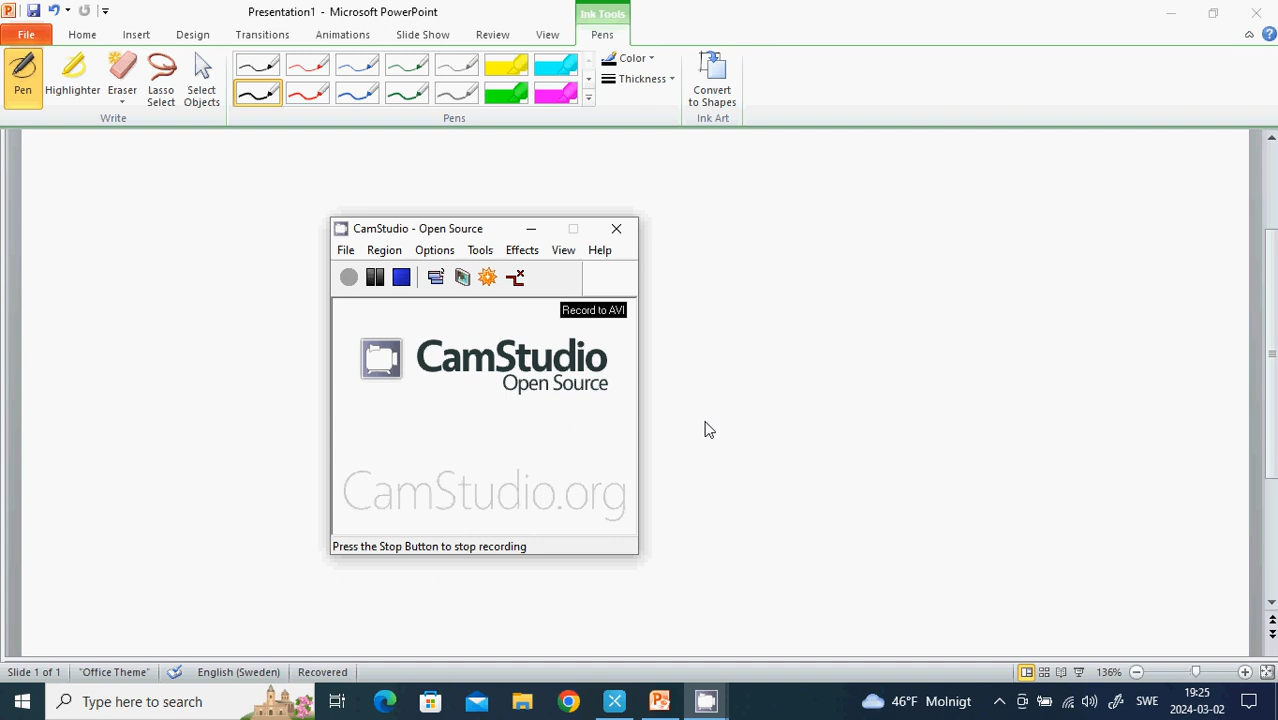 Presentation1 - Microsoft PowerPoint
Ink Tools
File Home Insert Design Transitions Animations Slide Show Review View Pens
Pen Highlighter Eraser Lasso Select Select Objects
Color
Thickness
Convert to Shapes
Write Pens Ink Art
CamStudio - Open Source
File Region Options Tools Effects View Help
Record to AVI
CamStudio
Open Source
CamStudio.org
Press the Stop Button to stop recording
Slide 1 of 1 "Office Theme" English (Sweden) Recovered 136%
Type here to search 46°F Molnigt SWE 19:25
2024-03-02